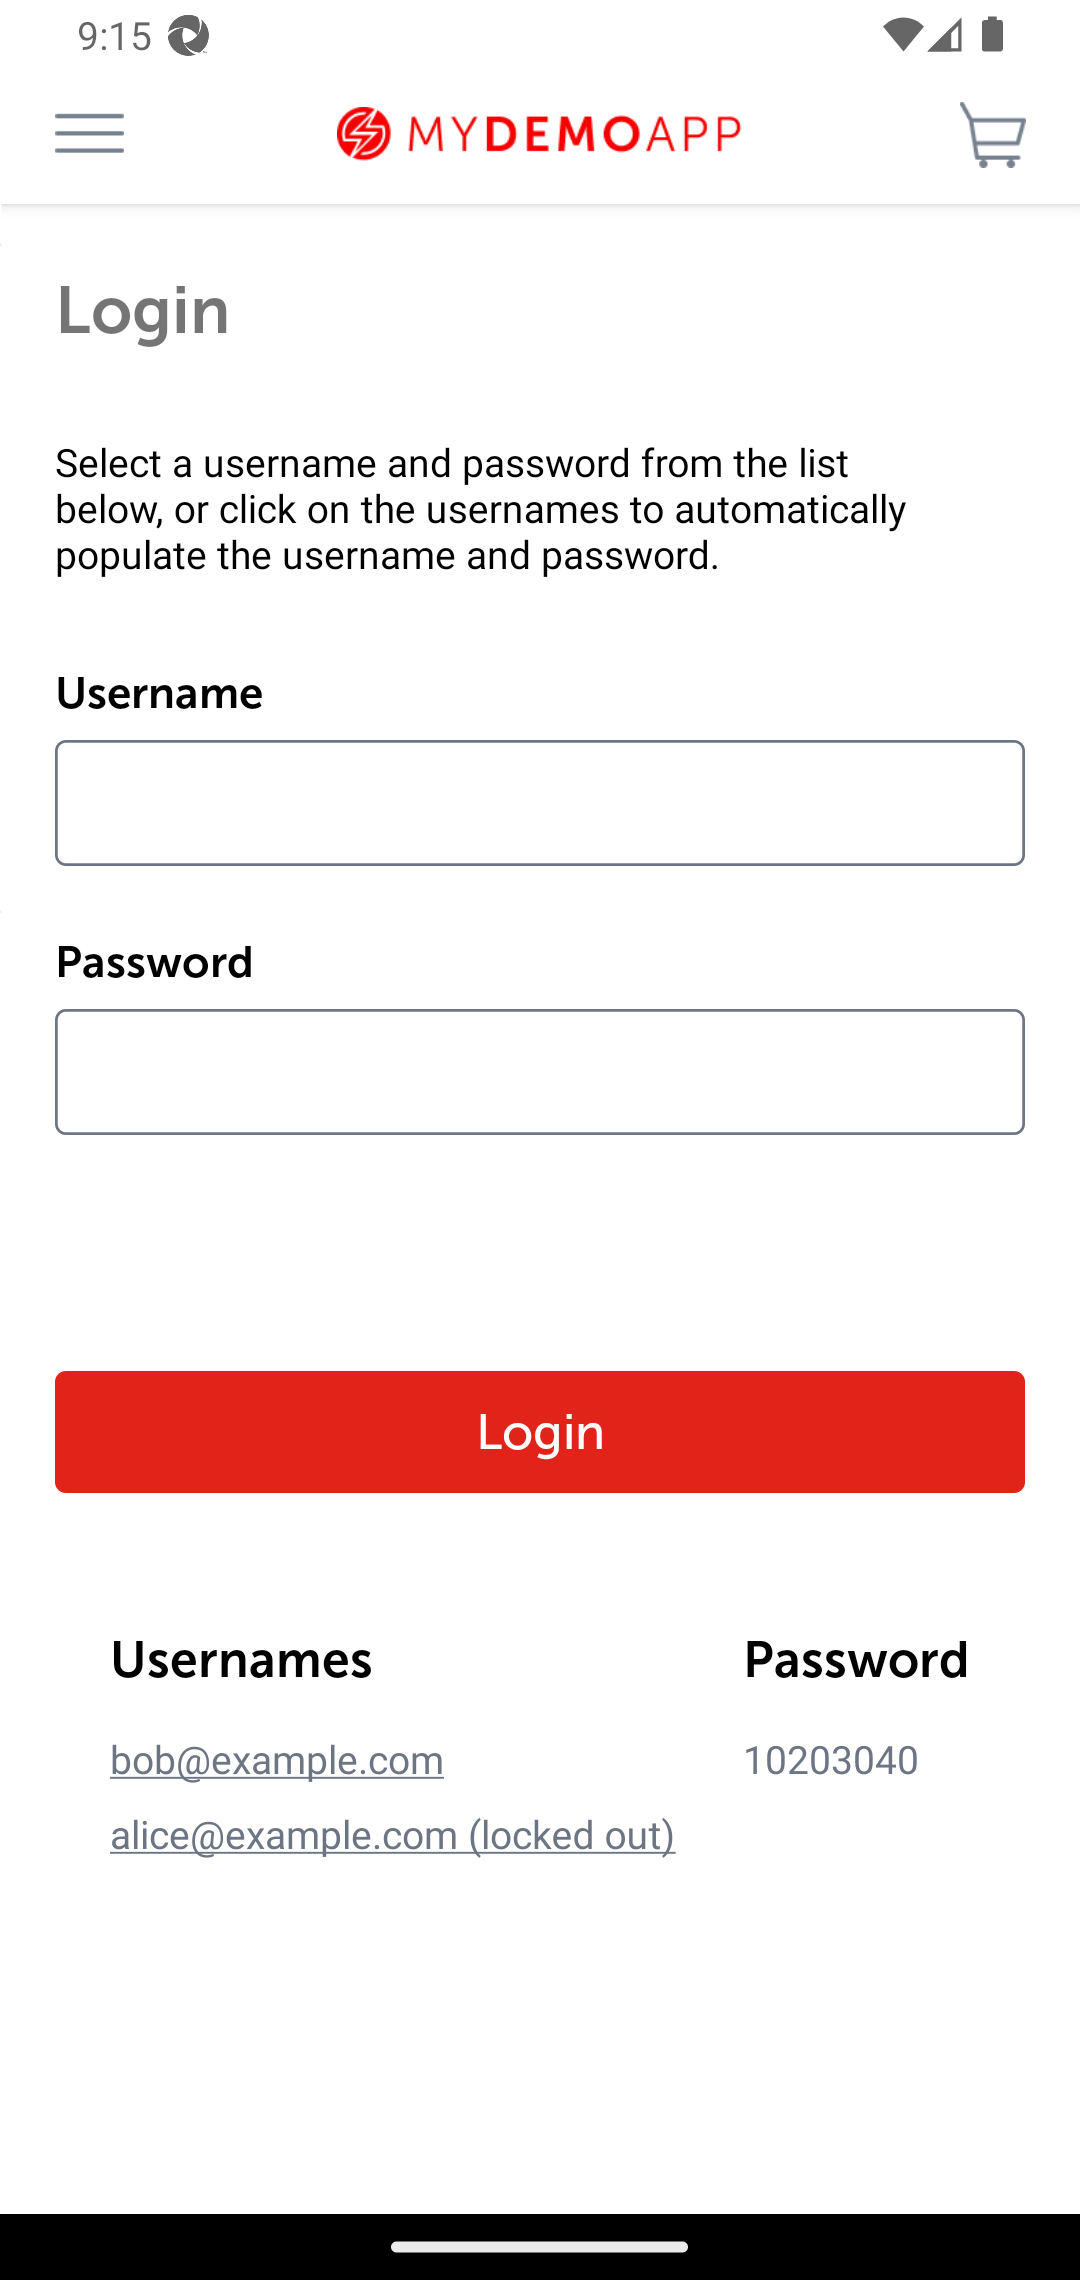 9:15
MYDEMOAPP
Login
Select a username and password from the list
below, or click on the usernames to automatically
populate the username and password.
Username
Password
Login
Usernames Password
bob@example.com 10203040
alice@example.com (locked out)